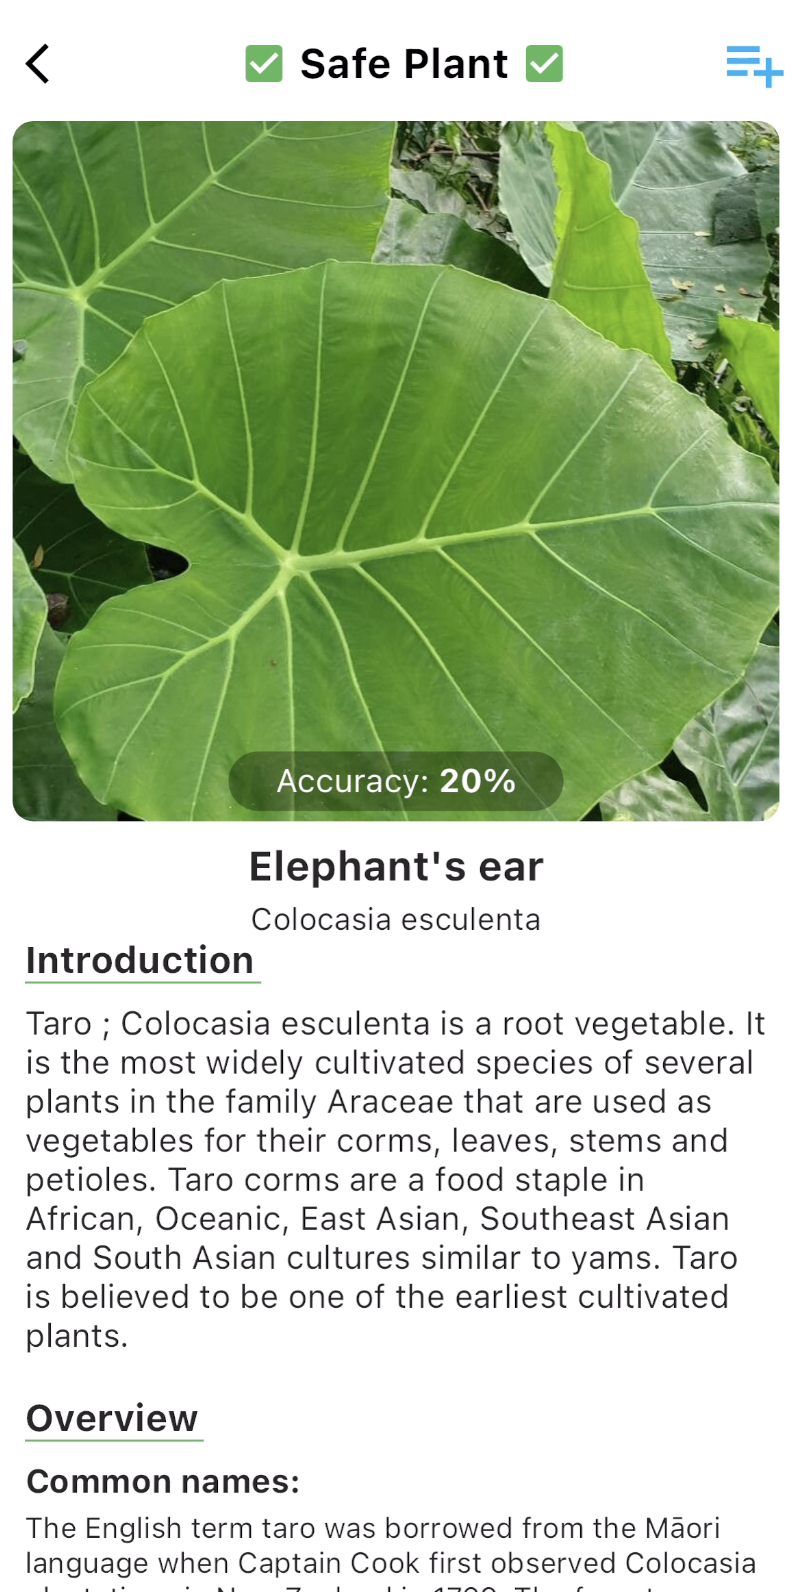 ✅ Safe Plant ✅
Accuracy: 20%
Elephant's ear
Colocasia esculenta
Introduction
Taro ; Colocasia esculenta is a root vegetable. It
is the most widely cultivated species of several
plants in the family Araceae that are used as
vegetables for their corms, leaves, stems and
petioles. Taro corms are a food staple in
African, Oceanic, East Asian, Southeast Asian
and South Asian cultures similar to yams. Taro
is believed to be one of the earliest cultivated
plants.
Overview
Common names:
The English term taro was borrowed from the Māori
language when Captain Cook first observed Colocasia